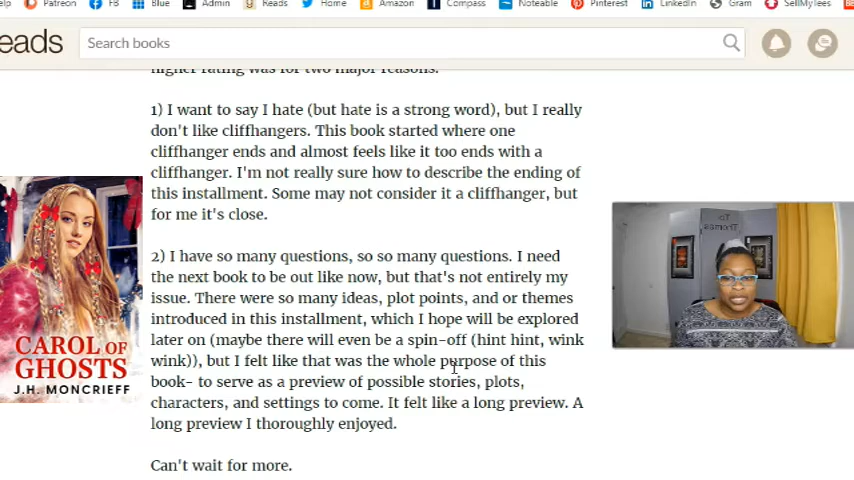 elp Patreon FB Blue Admin Reads Home Amazon Compass Noteable Pinterest LinkedIn Gram SellMyTees
eads Search books
higher rating was for two major reasons.
1) I want to say I hate (but hate is a strong word), but I really
don't like cliffhangers. This book started where one
cliffhanger ends and almost feels like it too ends with a
cliffhanger. I'm not really sure how to describe the ending of
this installment. Some may not consider it a cliffhanger, but
for me it's close.
2) I have so many questions, so so many questions. I need
the next book to be out like now, but that's not entirely my
issue. There were so many ideas, plot points, and or themes
introduced in this installment, which I hope will be explored
later on (maybe there will even be a spin-off (hint hint, wink
wink)), but I felt like that was the whole purpose of this
book- to serve as a preview of possible stories, plots,
characters, and settings to come. It felt like a long preview. A
long preview I thoroughly enjoyed.
Can't wait for more.
CAROL OF
GHOSTS
J.H. MONCRIEFF